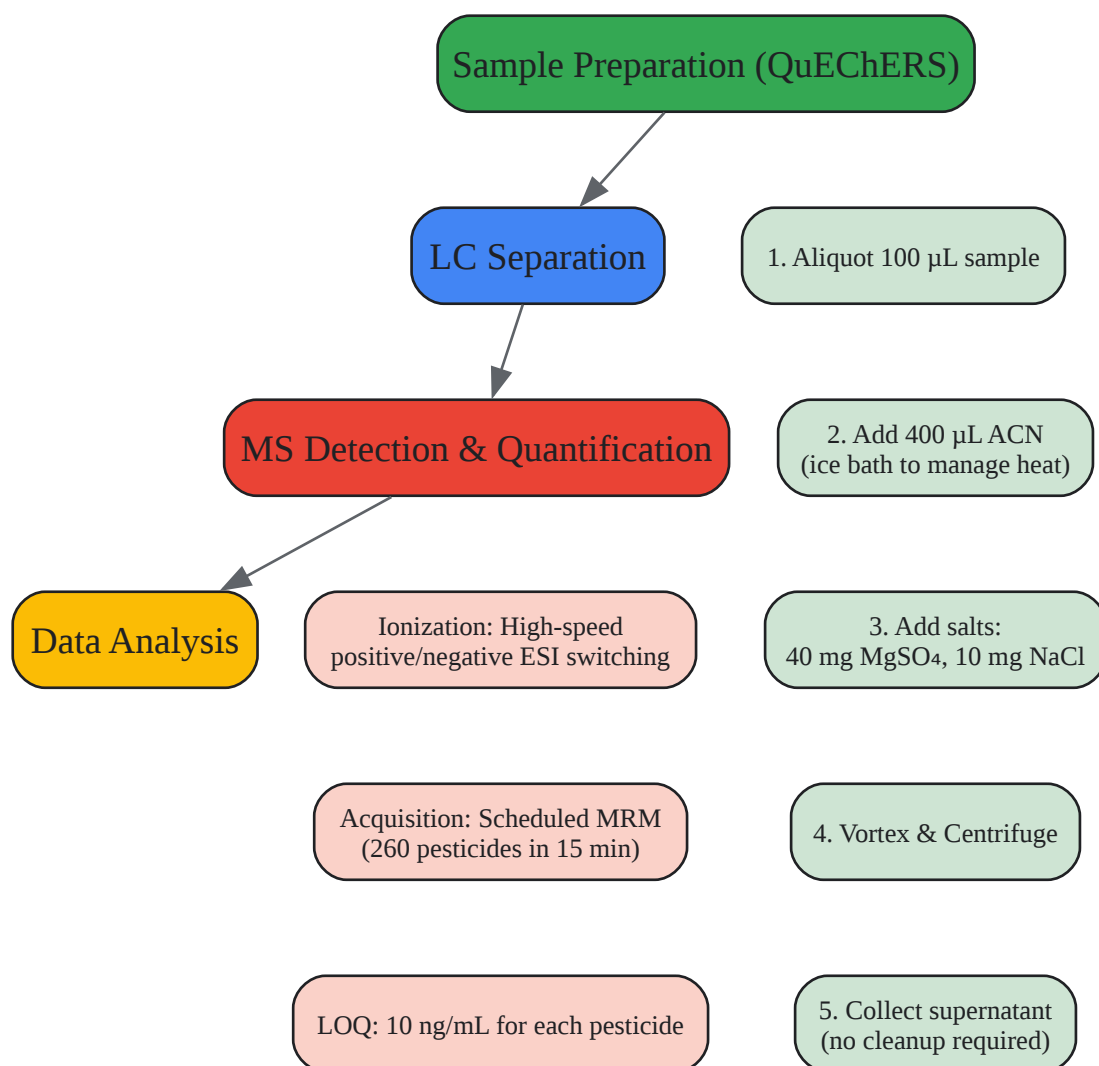 Sample Preparation (QuEChERS)
LC Separation
1. Aliquot 100 µL sample
MS Detection & Quantification
2. Add 400 µL ACN
(ice bath to manage heat)
Data Analysis
Ionization: High-speed
positive/negative ESI switching
3. Add salts:
40 mg MgSO₄, 10 mg NaCl
Acquisition: Scheduled MRM
(260 pesticides in 15 min)
4. Vortex & Centrifuge
LOQ: 10 ng/mL for each pesticide
5. Collect supernatant
(no cleanup required)